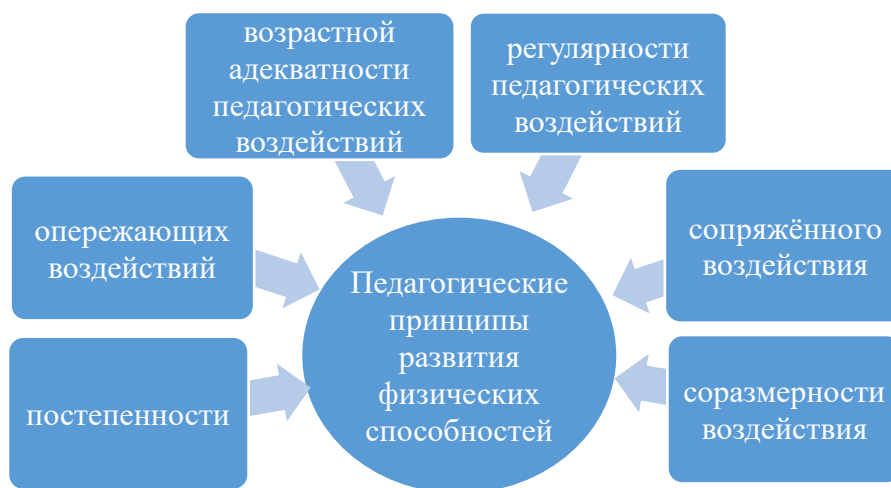 возрастной
адекватности
педагогических
воздействий
регулярности
педагогических
воздействий
опережающих
воздействий
сопряжённого
воздействия
Педагогические
принципы
развития
физических
способностей
постепенности
соразмерности
воздействия